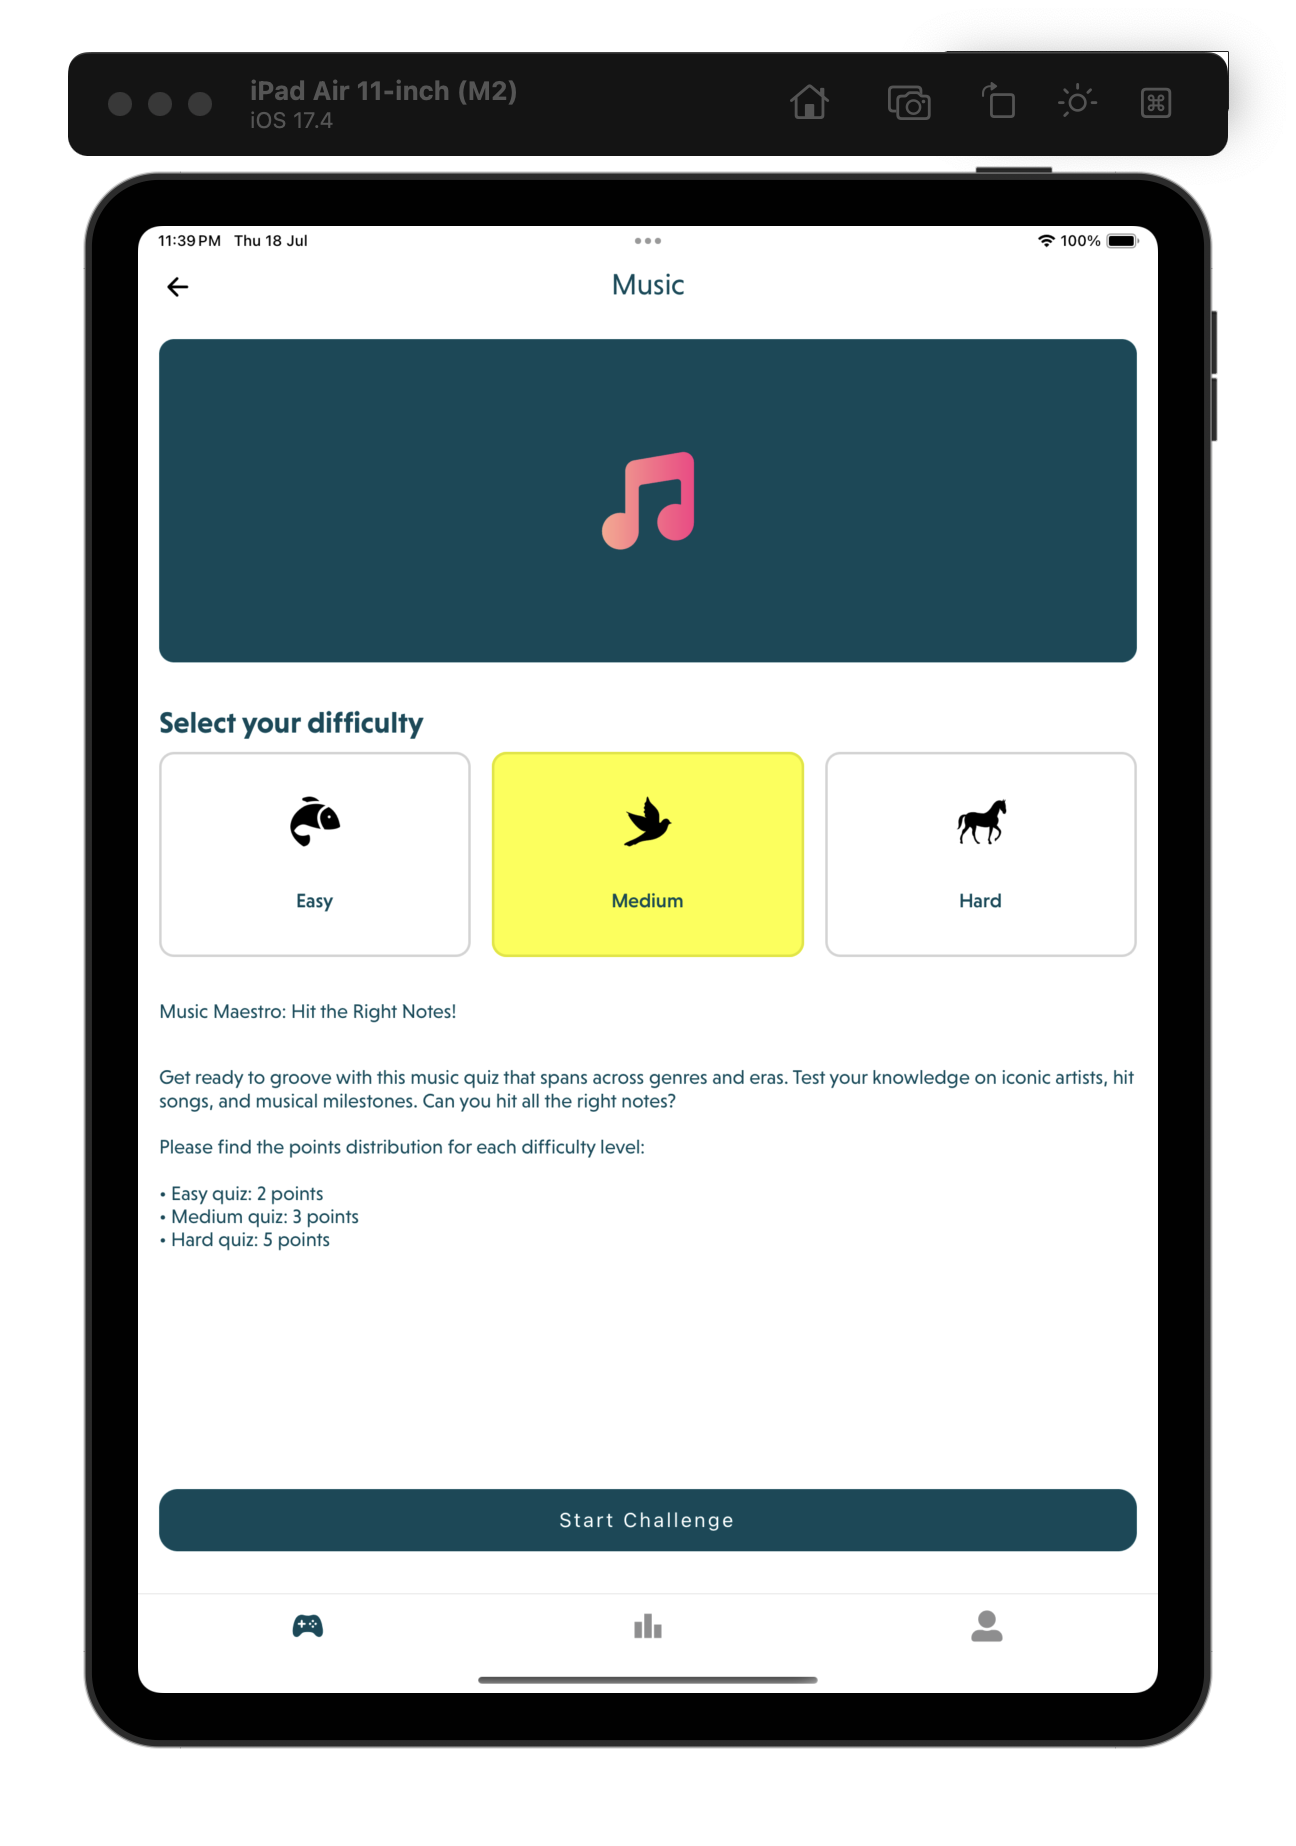 iPad Air 11-inch (M2)
iOS 17.4
11:39 PM Thu 18 Jul
100%
Music
Select your difficulty
Easy
Medium
Hard
Music Maestro: Hit the Right Notes!
Get ready to groove with this music quiz that spans across genres and eras. Test your knowledge on iconic artists, hit
songs, and musical milestones. Can you hit all the right notes?
Please find the points distribution for each difficulty level:
• Easy quiz: 2 points
• Medium quiz: 3 points
• Hard quiz: 5 points
Start Challenge